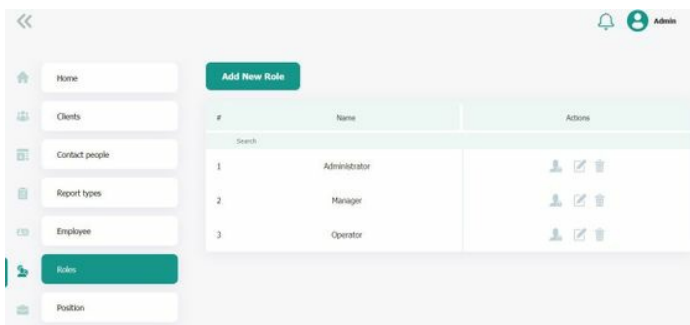 Admin
Home
Clients
Contact people
Report types
Employee
Roles
Position
Add New Role
# Name Actions
Search
1 Administrator
2 Manager
3 Operator